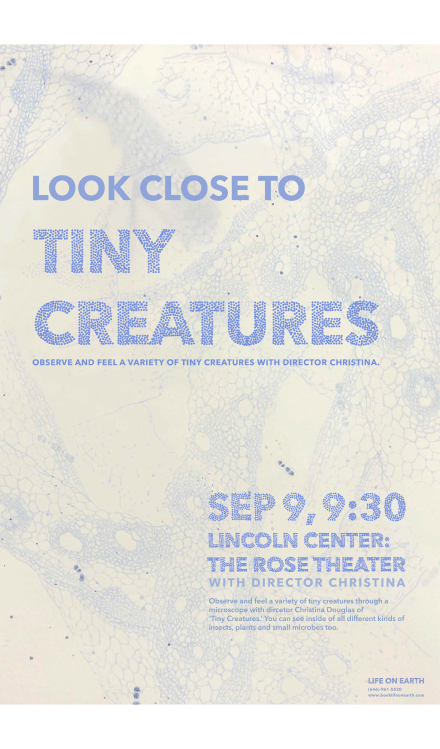 LOOK CLOSE TO
TINY
CREATURES
OBSERVE AND FEEL A VARIETY OF TINY CREATURES WITH DIRECTOR CHRISTINA.
SEP 9, 9:30
LINCOLN CENTER:
THE ROSE THEATER
WITH DIRECTOR CHRISTINA
Observe and feel a variety of tiny creatures through a
microscope with dircetor Christina Douglas of
'Tiny Creatures.' You can see inside of all different kinds of
insects, plants and small microbes too.
LIFE ON EARTH